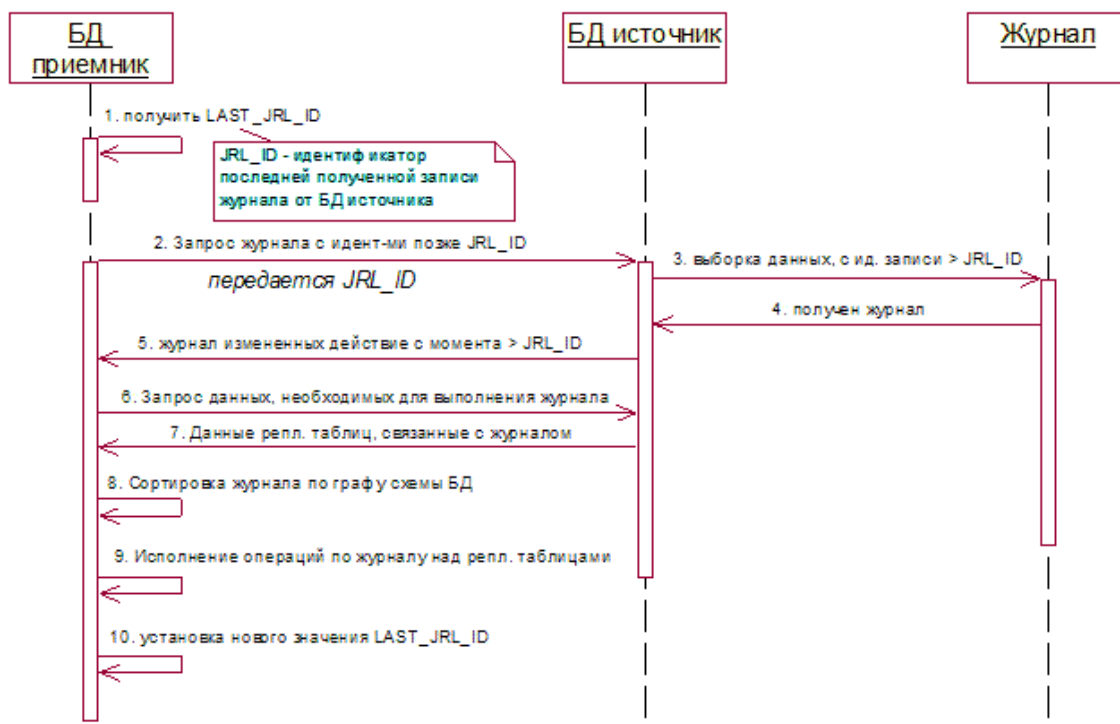 БД
приемник
БД источник
Журнал
1. получить LAST_JRL_ID
JRL_ID - идентификатор
последней полученной записи
журнала от БД источника
2. Запрос журнала с идент-ми позже JRL_ID
передается JRL_ID
3. выборка данных, с ид. записи > JRL_ID
4. получен журнал
5. журнал измененных действие с момента > JRL_ID
6. Запрос данных, необходимых для выполнения журнала
7. Данные репл. таблиц, связанные с журналом
8. Сортировка журнала по графу схемы БД
9. Исполнение операций по журналу над репл. таблицами
10. установка нового значения LAST_JRL_ID